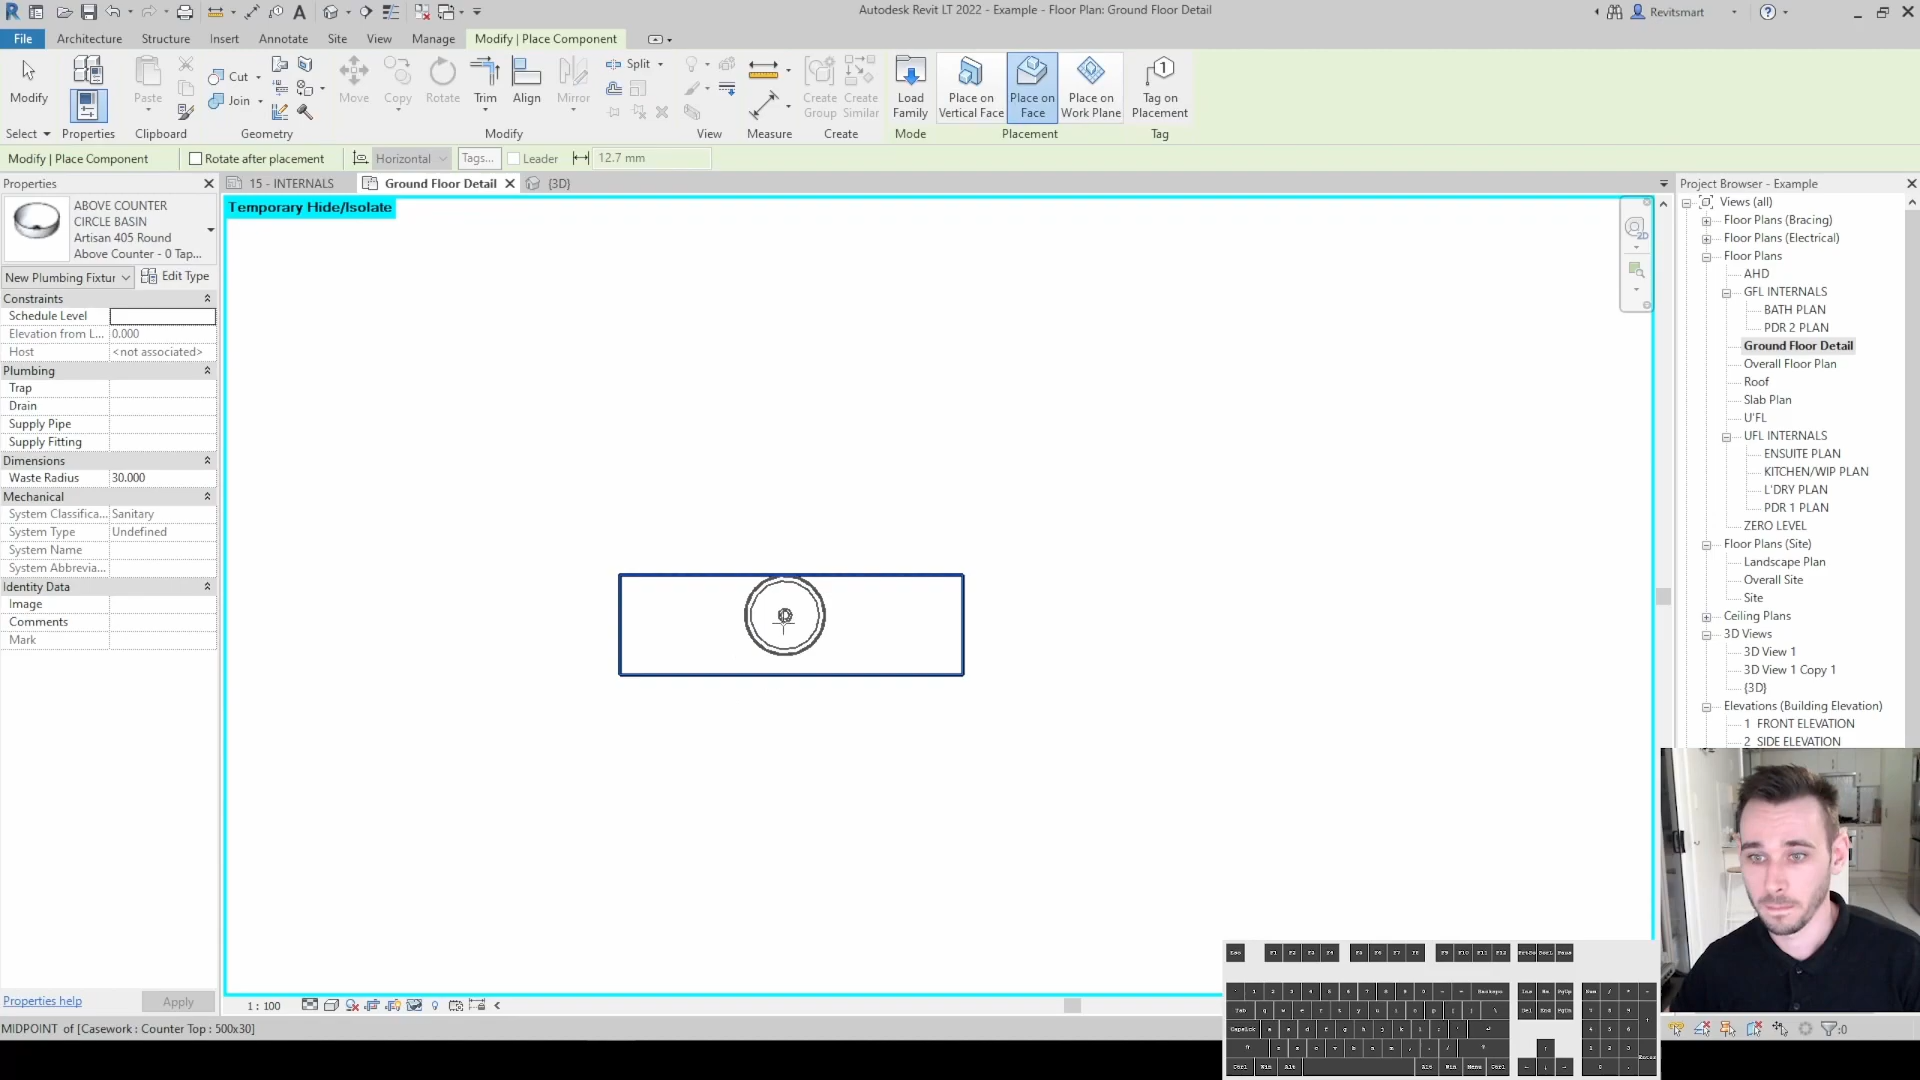 Autodesk Revit LT 2022 - Example - Floor Plan: Ground Floor Detail
Revitsmart
File
Architecture
Structure
Insert
Annotate
Site
View
Manage
Modify | Place Component
Modify
Paste
Cut
Join
Move
Copy
Rotate
Trim
Align
Mirror
Split
Create Group
Create Similar
Load Family
Place on Vertical Face
Place on Face
Place on Work Plane
Tag on Placement
Select
Properties
Clipboard
Geometry
Modify
View
Measure
Create
Mode
Placement
Tag
Modify | Place Component
Rotate after placement
Horizontal
Tags...
Leader
12.7 mm
Properties
15 - INTERNALS
Ground Floor Detail
{3D}
Project Browser - Example
Temporary Hide/Isolate
ABOVE COUNTER
CIRCLE BASIN
Artisan 405 Round
Above Counter - 0 Tap...
New Plumbing Fixtur
Edit Type
Constraints
Schedule Level
Elevation from L... 0.000
Host <not associated>
Plumbing
Trap
Drain
Supply Pipe
Supply Fitting
Dimensions
Waste Radius 30.000
Mechanical
System Classifica... Sanitary
System Type Undefined
System Name
System Abbrevia...
Identity Data
Image
Comments
Mark
Properties help
Apply
Views (all)
Floor Plans (Bracing)
Floor Plans (Electrical)
Floor Plans
AHD
GFL INTERNALS
BATH PLAN
PDR 2 PLAN
Ground Floor Detail
Overall Floor Plan
Roof
Slab Plan
U'FL
UFL INTERNALS
ENSUITE PLAN
KITCHEN/WIP PLAN
L'DRY PLAN
PDR 1 PLAN
ZERO LEVEL
Floor Plans (Site)
Landscape Plan
Overall Site
Site
Ceiling Plans
3D Views
3D View 1
3D View 1 Copy 1
{3D}
Elevations (Building Elevation)
1 FRONT ELEVATION
2 SIDE ELEVATION
1 : 100
MIDPOINT of [Casework : Counter Top : 500x30]
:0